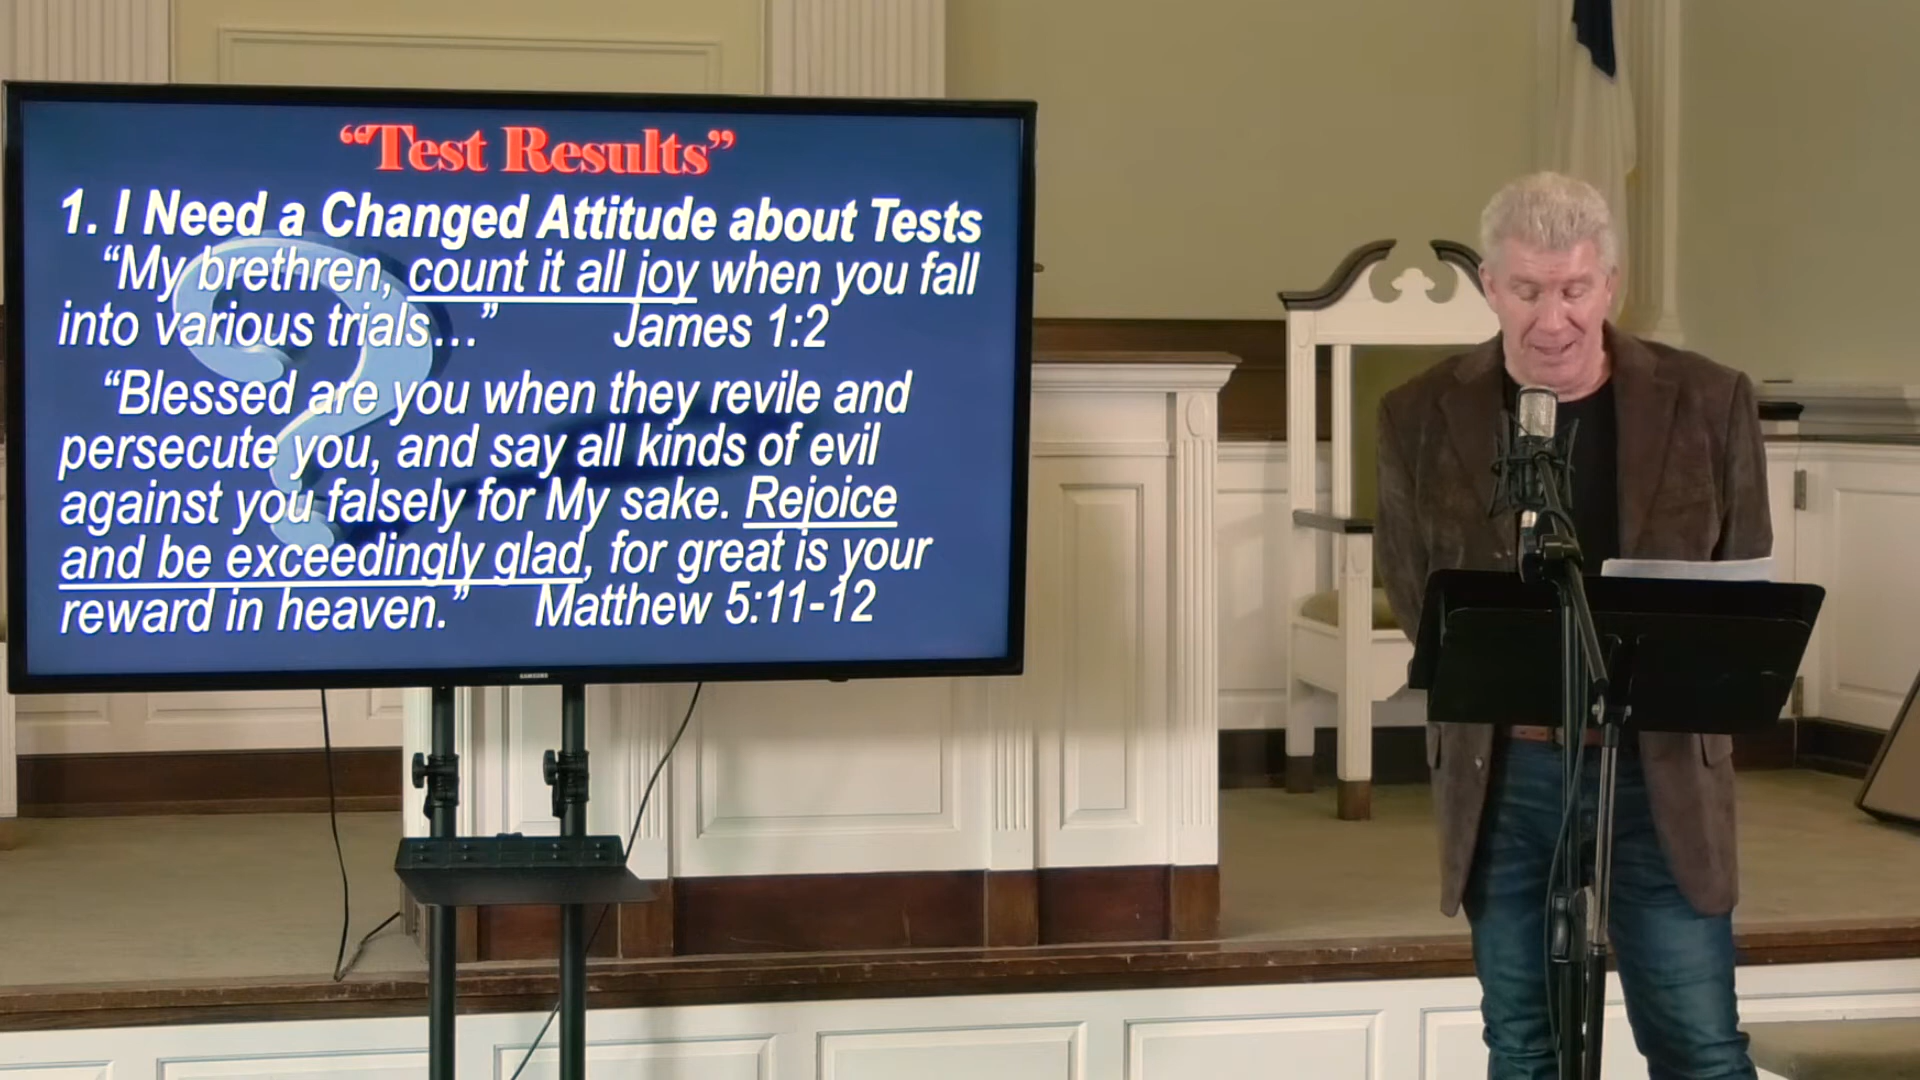 “Test Results”
1. I Need a Changed Attitude about Tests
“My brethren, count it all joy when you fall
into various trials…” James 1:2
“Blessed are you when they revile and
persecute you, and say all kinds of evil
against you falsely for My sake. Rejoice
and be exceedingly glad, for great is your
reward in heaven.” Matthew 5:11-12
SAMSUNG